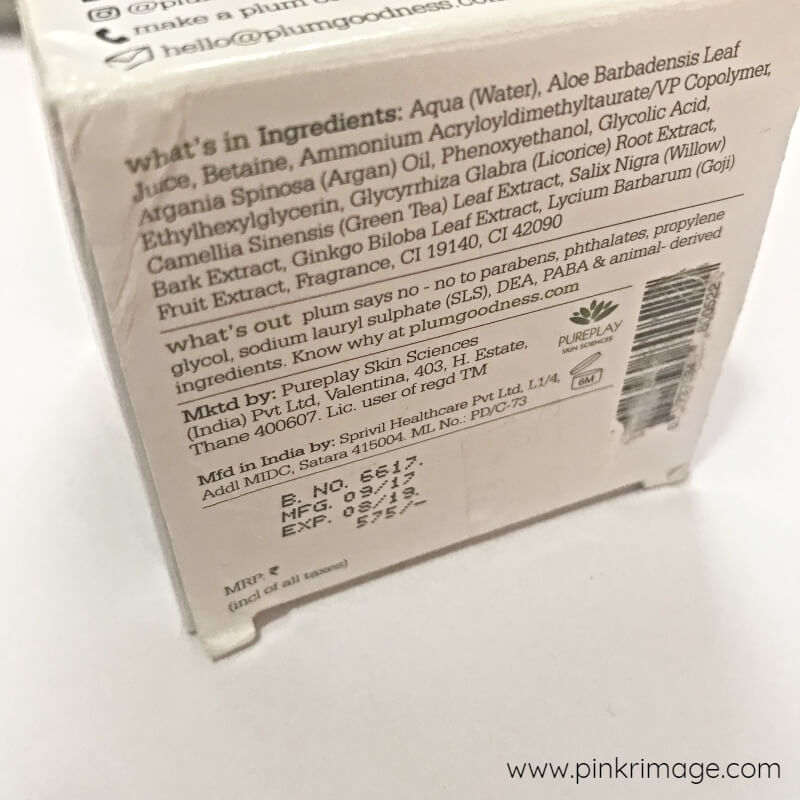 make a plum
hello@plumgoodness.co
what's in Ingredients: Aqua (Water), Aloe Barbadensis Leaf
Juice, Betaine, Ammonium Acryloyldimethyltaurate/VP Copolymer,
Argania Spinosa (Argan) Oil, Phenoxyethanol, Glycolic Acid,
Ethylhexylglycerin, Glycyrrhiza Glabra (Licorice) Root Extract,
Camellia Sinensis (Green Tea) Leaf Extract, Salix Nigra (Willow)
Bark Extract, Ginkgo Biloba Leaf Extract, Lycium Barbarum (Goji)
Fruit Extract, Fragrance, CI 19140, CI 42090
what's out plum says no - no to parabens, phthalates, propylene
glycol, sodium lauryl sulphate (SLS), DEA, PABA & animal- derived
ingredients. Know why at plumgoodness.com
PUREPLAY
SKIN SCIENCES
6M
Mktd by: Pureplay Skin Sciences
(India) Pvt Ltd, Valentina, 403, H. Estate,
Thane 400607. Lic. user of regd TM
Mfd in India by: Sprivil Healthcare Pvt Ltd, L1/4,
Addl MIDC, Satara 415004. ML No.: PD/C-73
B. NO. 6617.
MFG. 09/17
EXP. 08/19.
575/-
MRP: ₹
(incl of all taxes)
www.pinkrimage.com